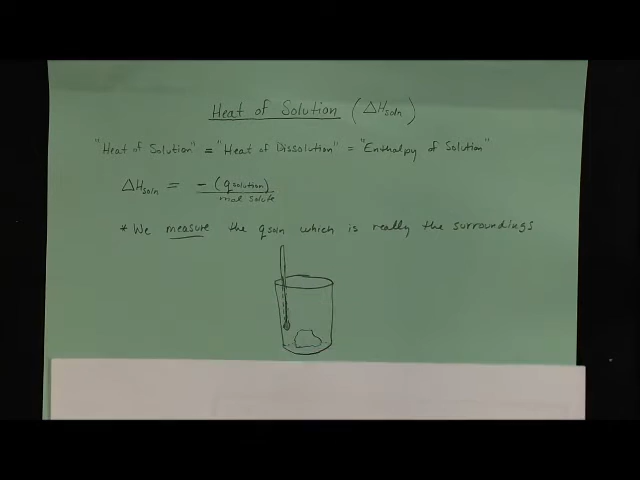 Heat of Solution (ΔHsoln)
"Heat of Solution" = "Heat of Dissolution" = "Enthalpy of Solution"
ΔHsoln = -(qsolution)
mol solute
* We measure the qsoln which is really the surroundings